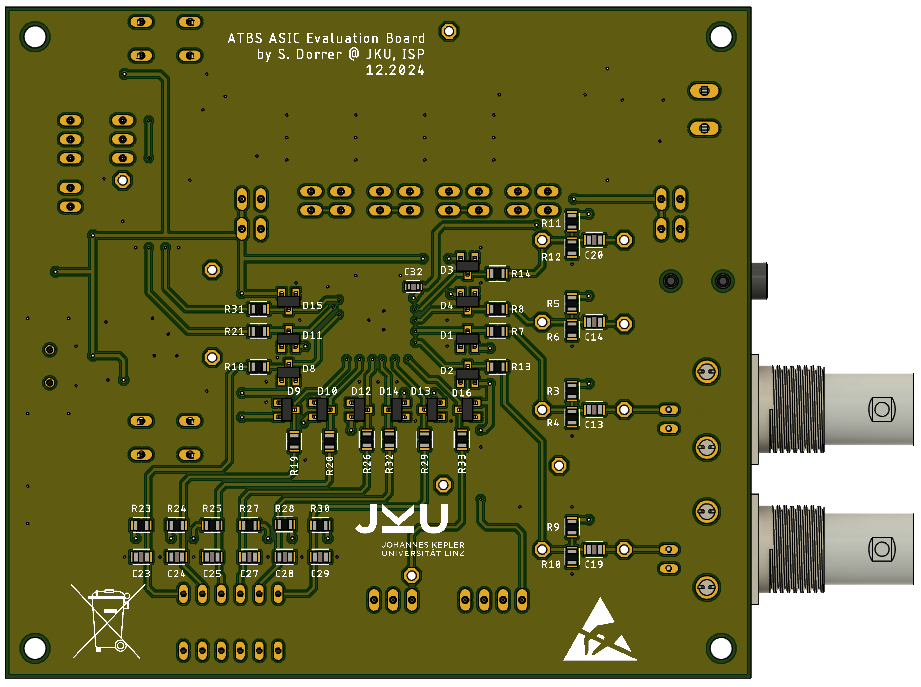 ATBS ASIC Evaluation Board
by S. Dorrer @ JKU, ISP
12.2024
R11
R12
C20
D3
C32
R14
D15
R31
D4
R8
R5
R6
C14
R21
D11
D1
R7
R18
D8
D2
R13
D9
D10
D12
D14
D13
D16
R3
R4
C13
R19
R20
R26
R32
R29
R33
R23
R24
R25
R27
R28
R30
JKU
JOHANNES KEPLER
UNIVERSITÄT LINZ
R9
R10
C19
C23
C24
C25
C27
C28
C29